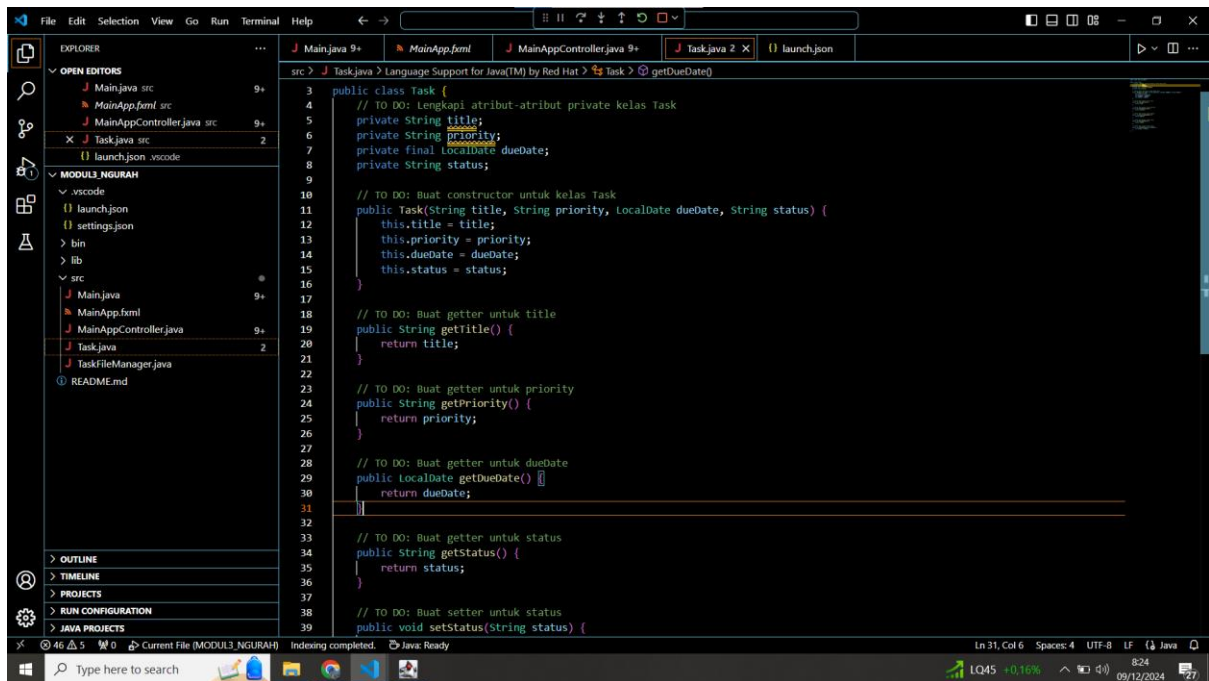 File Edit Selection View Go Run Terminal Help
EXPLORER
OPEN EDITORS
Main.java src 9+
MainApp.fxml src
MainAppController.java src 9+
Task.java src 2
{} launch.json .vscode
MODUL3_NGURAH
.vscode
{} launch.json
{} settings.json
bin
lib
src
Main.java 9+
MainApp.fxml
MainAppController.java 9+
Task.java 2
TaskFileManager.java
README.md
OUTLINE
TIMELINE
PROJECTS
RUN CONFIGURATION
JAVA PROJECTS
J Main.java 9+ MainApp.fxml J MainAppController.java 9+ J Task.java 2 {} launch.json
src > J Task.java > Language Support for Java(TM) by Red Hat > Task > getDueDate()
3 public class Task {
4 // TO DO: Lengkapi atribut-atribut private kelas Task
5 private String title;
6 private String priority;
7 private final LocalDate dueDate;
8 private String status;
9
10 // TO DO: Buat constructor untuk kelas Task
11 public Task(String title, String priority, LocalDate dueDate, String status) {
12 this.title = title;
13 this.priority = priority;
14 this.dueDate = dueDate;
15 this.status = status;
16 }
17
18 // TO DO: Buat getter untuk title
19 public String getTitle() {
20 return title;
21 }
22
23 // TO DO: Buat getter untuk priority
24 public String getPriority() {
25 return priority;
26 }
27
28 // TO DO: Buat getter untuk dueDate
29 public LocalDate getDueDate() {
30 return dueDate;
31 }
32
33 // TO DO: Buat getter untuk status
34 public String getStatus() {
35 return status;
36 }
37
38 // TO DO: Buat setter untuk status
39 public void setStatus(String status) {
46 5 0 Current File (MODUL3_NGURAH) Indexing completed. Java: Ready Ln 31, Col 6 Spaces: 4 UTF-8 LF {} Java
Type here to search LQ45 +0,16% 8:24
09/12/2024 27